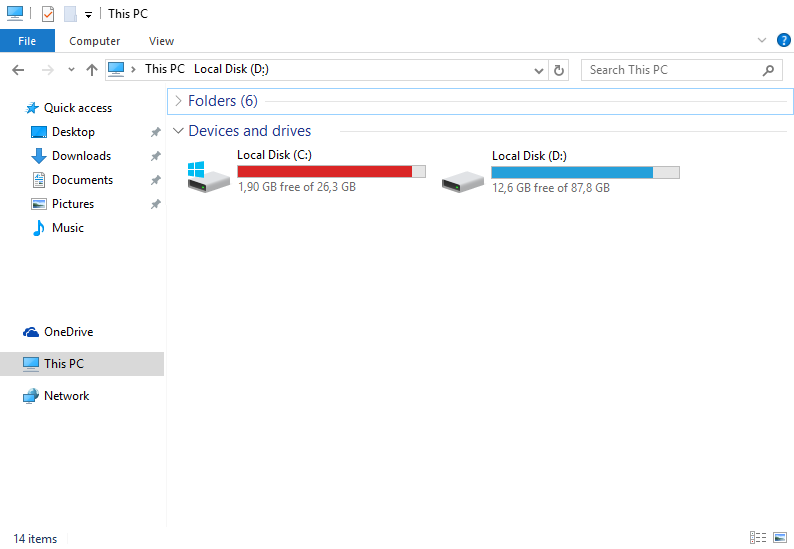 This PC
File Computer View
This PC Local Disk (D:) Search This PC
Quick access
Desktop
Downloads
Documents
Pictures
Music
OneDrive
This PC
Network
Folders (6)
Devices and drives
Local Disk (C:)
1,90 GB free of 26,3 GB
Local Disk (D:)
12,6 GB free of 87,8 GB
14 items